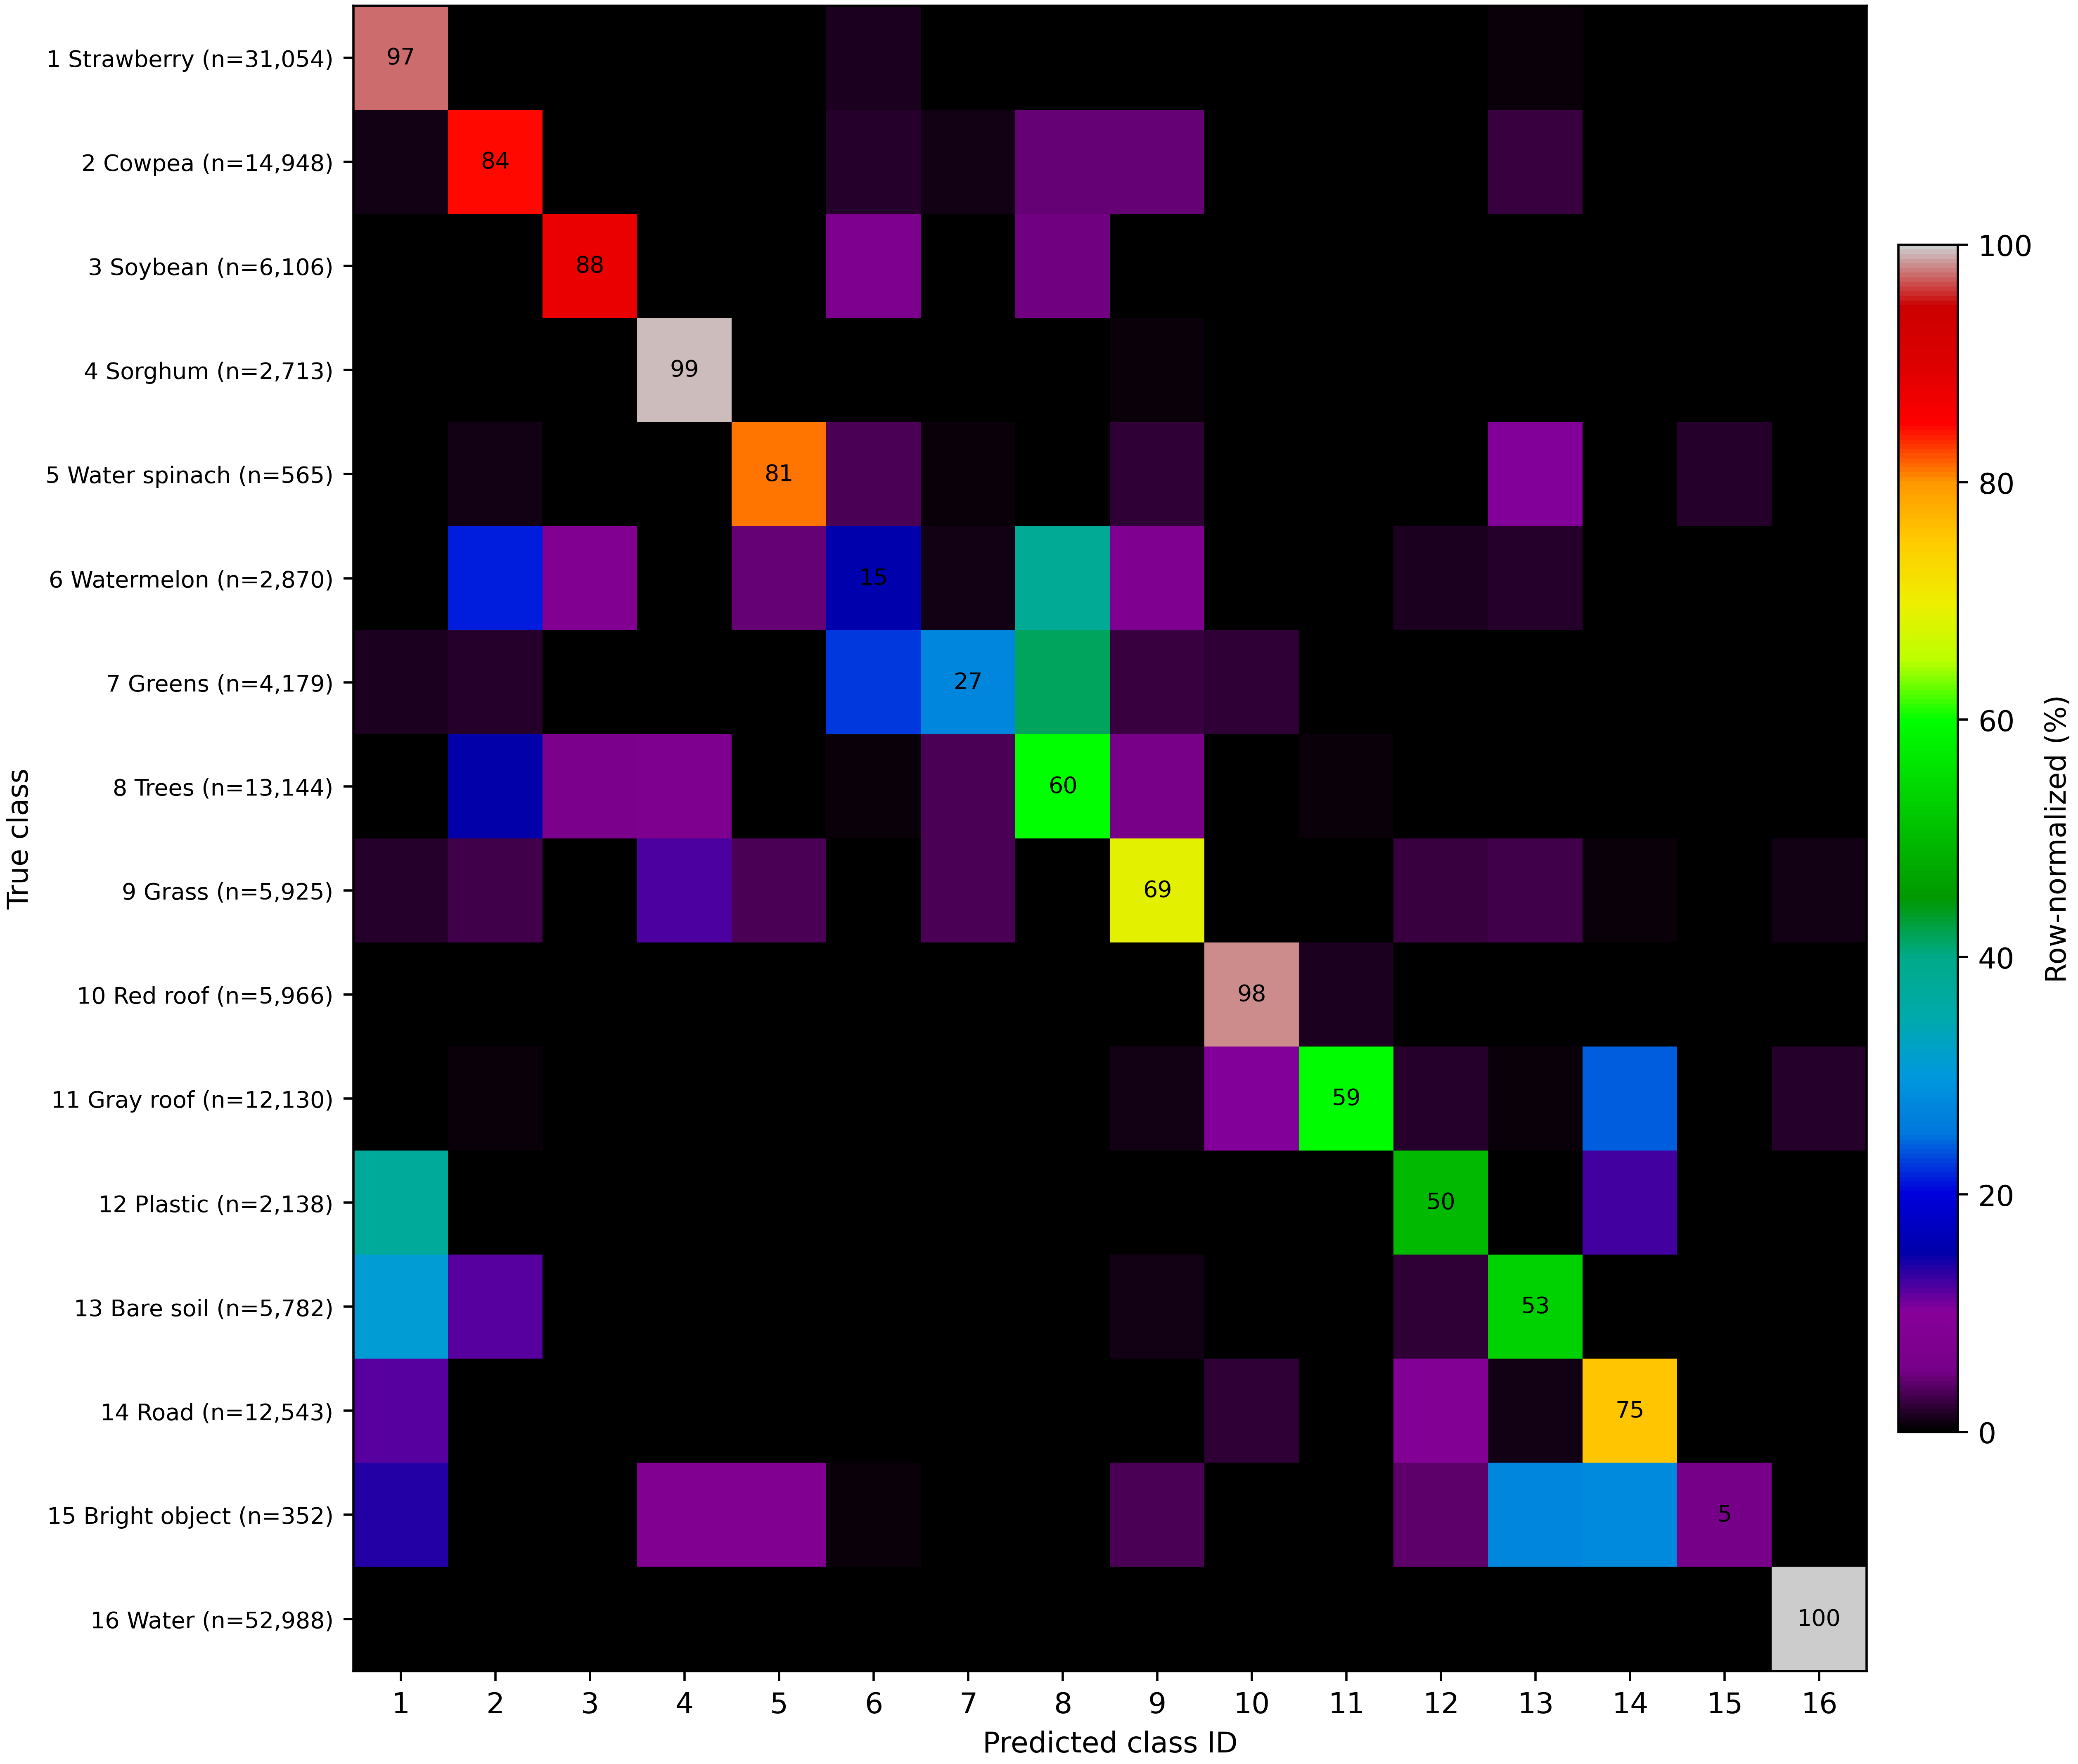 1 Strawberry (n=31,054)
97
2 Cowpea (n=14,948)
84
3 Soybean (n=6,106)
88
4 Sorghum (n=2,713)
99
5 Water spinach (n=565)
81
6 Watermelon (n=2,870)
15
7 Greens (n=4,179)
27
8 Trees (n=13,144)
60
9 Grass (n=5,925)
69
10 Red roof (n=5,966)
98
11 Gray roof (n=12,130)
59
12 Plastic (n=2,138)
50
13 Bare soil (n=5,782)
53
14 Road (n=12,543)
75
15 Bright object (n=352)
5
16 Water (n=52,988)
100
True class
1 2 3 4 5 6 7 8 9 10 11 12 13 14 15 16
Predicted class ID
100
80
60
40
20
0
Row-normalized (%)